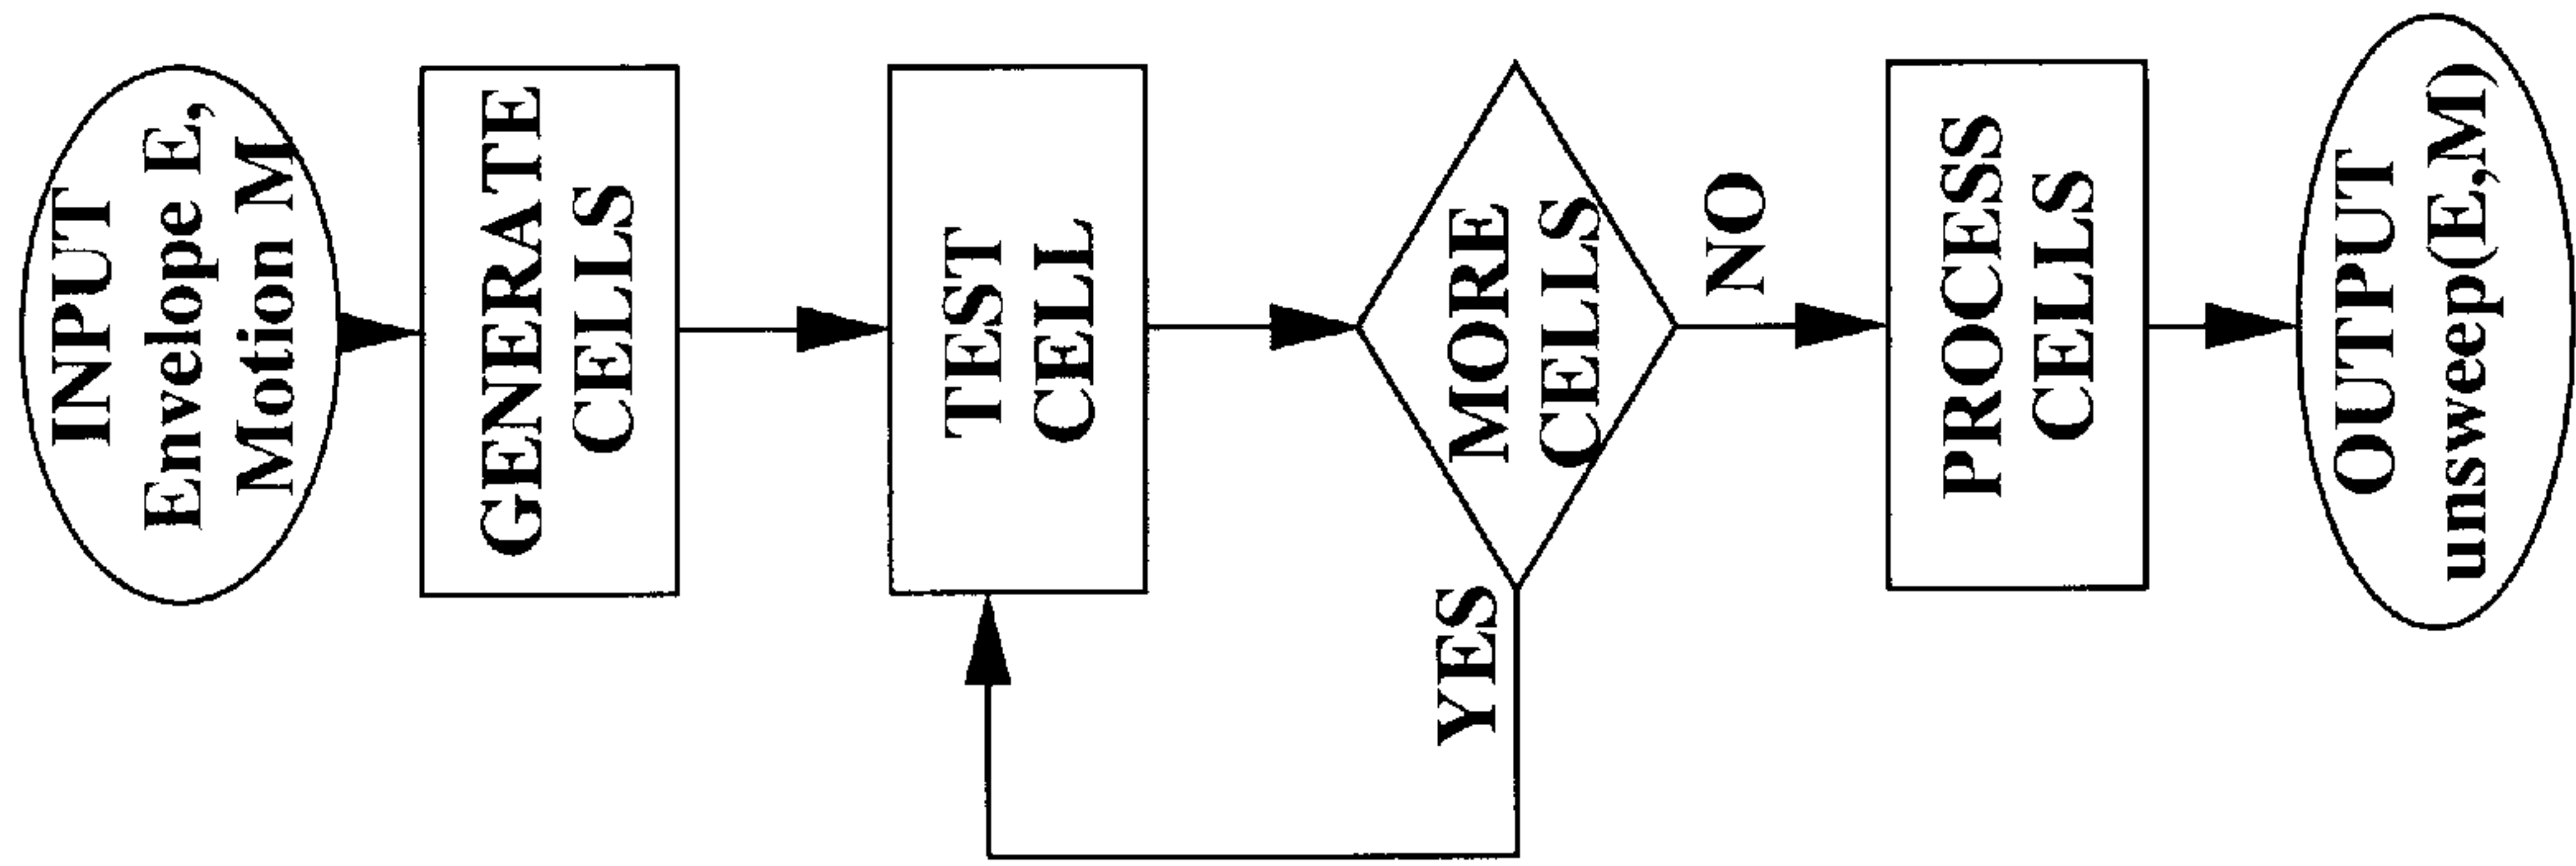 INPUT
Envelope E,
Motion M
GENERATE
CELLS
TEST
CELL
MORE
CELLS
YES
NO
PROCESS
CELLS
OUTPUT
unsweep(E,M)